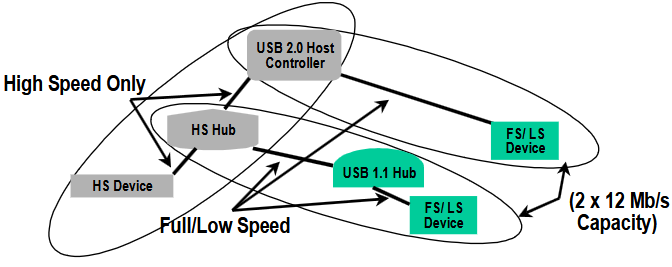 USB 2.0 Host
Controller
High Speed Only
HS Hub
FS/ LS
Device
USB 1.1 Hub
HS Device
(2 x 12 Mb/s
Capacity)
FS/ LS
Device
Full/Low Speed